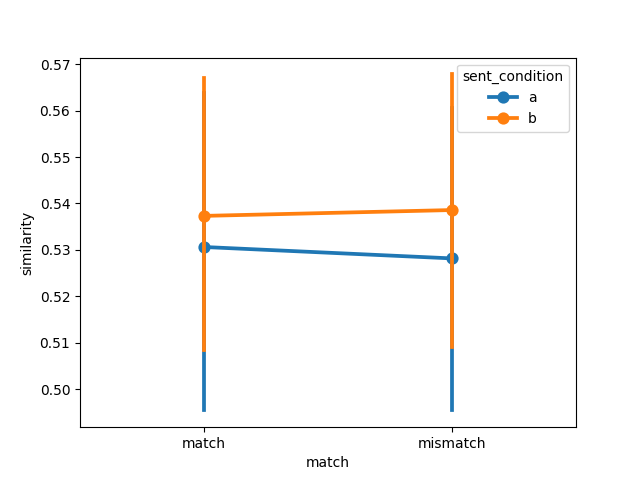 0.57
0.56
0.55
0.54
0.53
0.52
0.51
0.50
similarity
sent_condition
a
b
match
mismatch
match